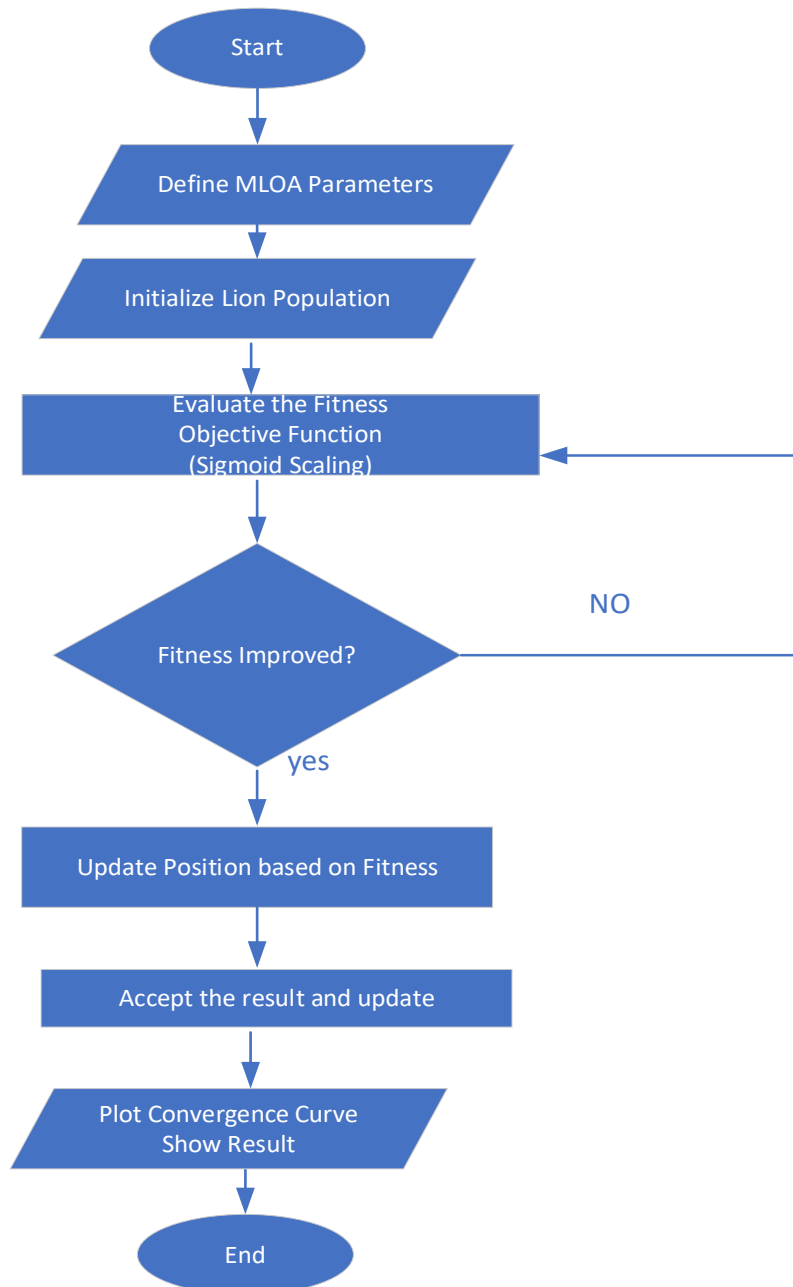 Start
Define MLOA Parameters
Initialize Lion Population
Evaluate the Fitness
Objective Function
(Sigmoid Scaling)
NO
Fitness Improved?
yes
Update Position based on Fitness
Accept the result and update
Plot Convergence Curve
Show Result
End